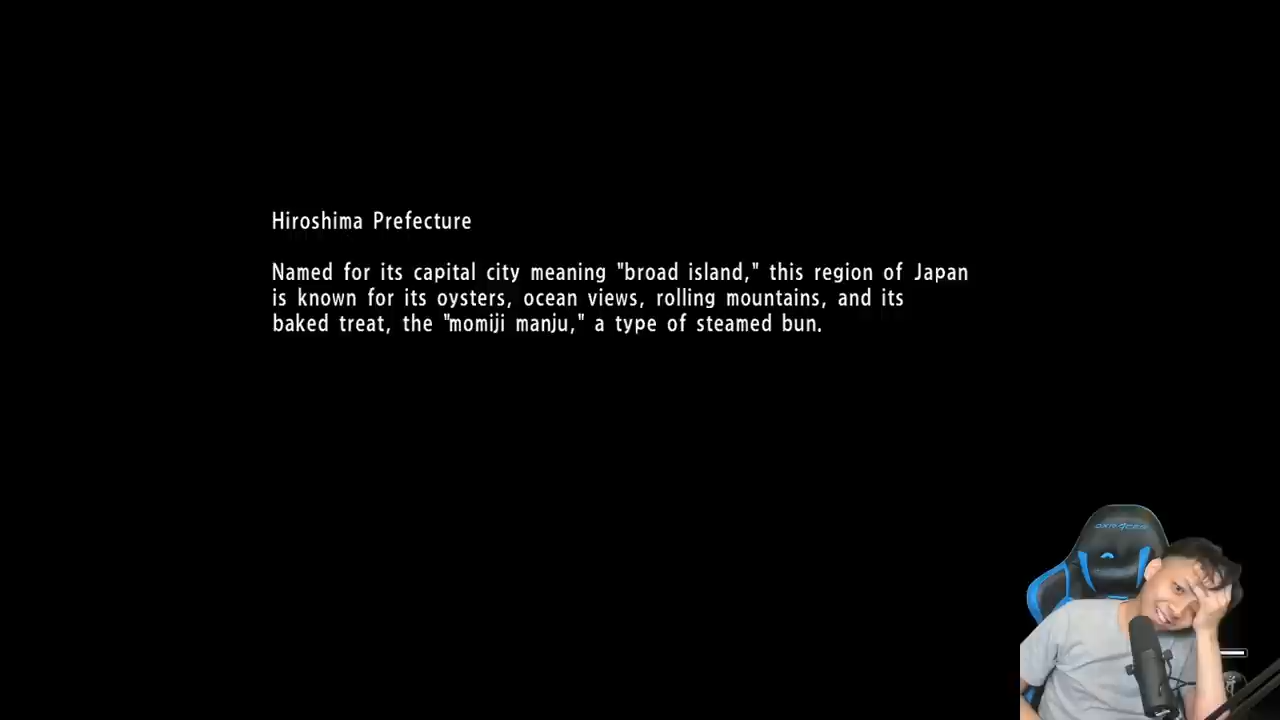 Hiroshima Prefecture
Named for its capital city meaning "broad island," this region of Japan
is known for its oysters, ocean views, rolling mountains, and its
baked treat, the "momiji manju," a type of steamed bun.